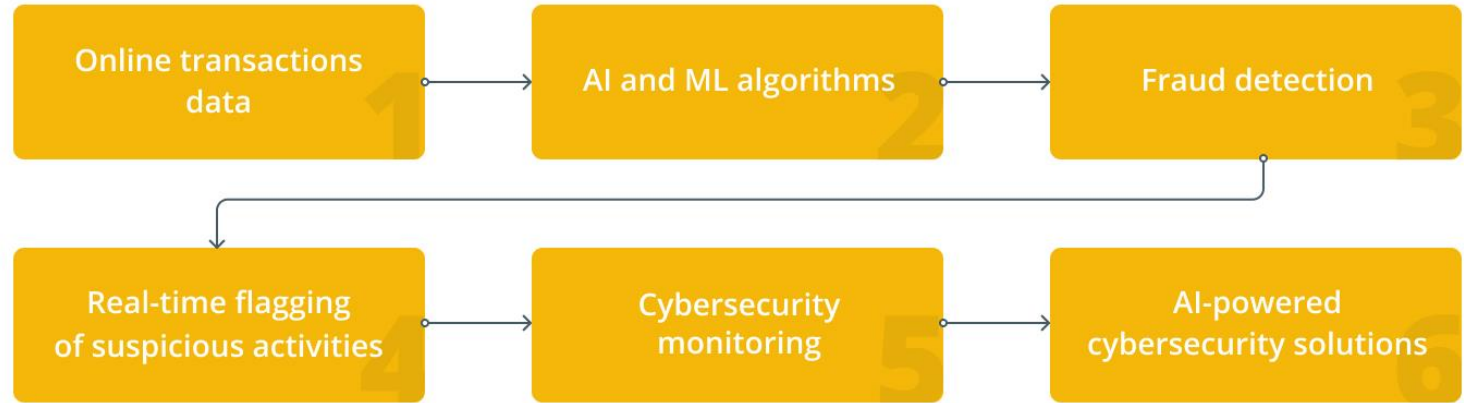 Online transactions
data
1
AI and ML algorithms
2
Fraud detection
3
Real-time flagging
of suspicious activities
4
Cybersecurity
monitoring
5
AI-powered
cybersecurity solutions
6